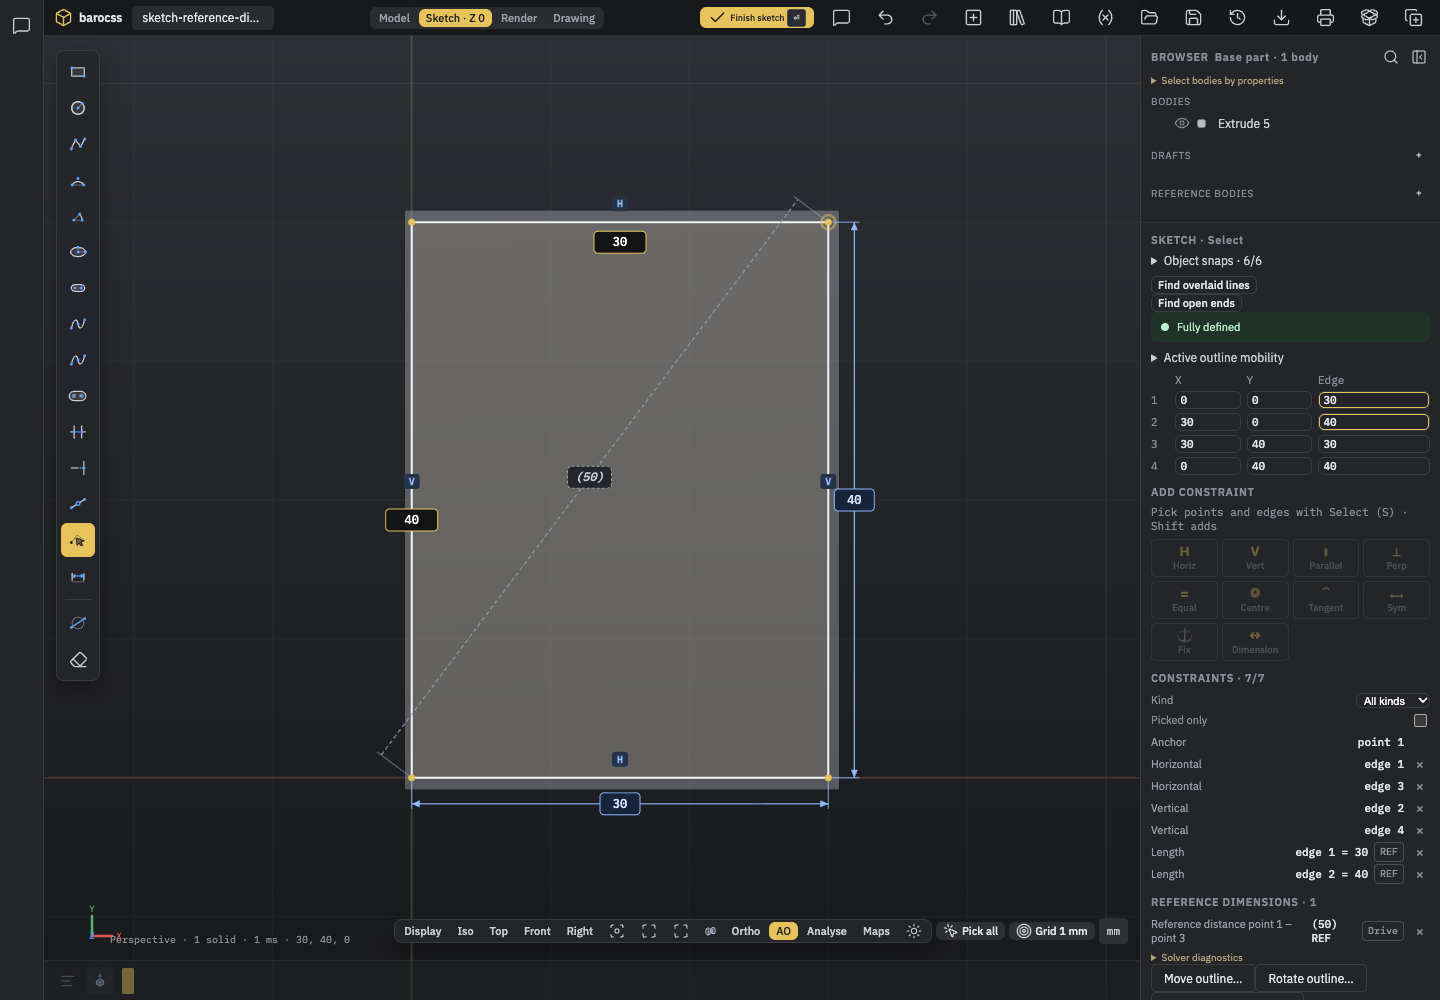 barocss
sketch-reference-di...
Model
Sketch · Z 0
Render
Drawing
Finish sketch
BROWSER Base part · 1 body
Select bodies by properties
BODIES
Extrude 5
DRAFTS
+
REFERENCE BODIES
+
SKETCH · Select
Object snaps · 6/6
Find overlaid lines
Find open ends
Fully defined
Active outline mobility
X Y Edge
1 0 0 30
2 30 0 40
3 30 40 30
4 0 40 40
ADD CONSTRAINT
Pick points and edges with Select (S) ·
Shift adds
H Horiz
V Vert
Parallel
Perp
Equal
Centre
Tangent
Sym
Fix
Dimension
CONSTRAINTS · 7/7
Kind All kinds
Picked only
Anchor point 1
Horizontal edge 1 ×
Horizontal edge 3 ×
Vertical edge 2 ×
Vertical edge 4 ×
Length edge 1 = 30 REF ×
Length edge 2 = 40 REF ×
REFERENCE DIMENSIONS · 1
Reference distance point 1 –
point 3
(50)
REF
Drive ×
Solver diagnostics
Move outline...
Rotate outline...
H
30
V
V
(50)
40
40
H
30
Y
X
Z
Perspective · 1 solid · 1 ms · 30, 40, 0
Display
Iso
Top
Front
Right
Ortho
AO
Analyse
Maps
Pick all
Grid 1 mm
mm